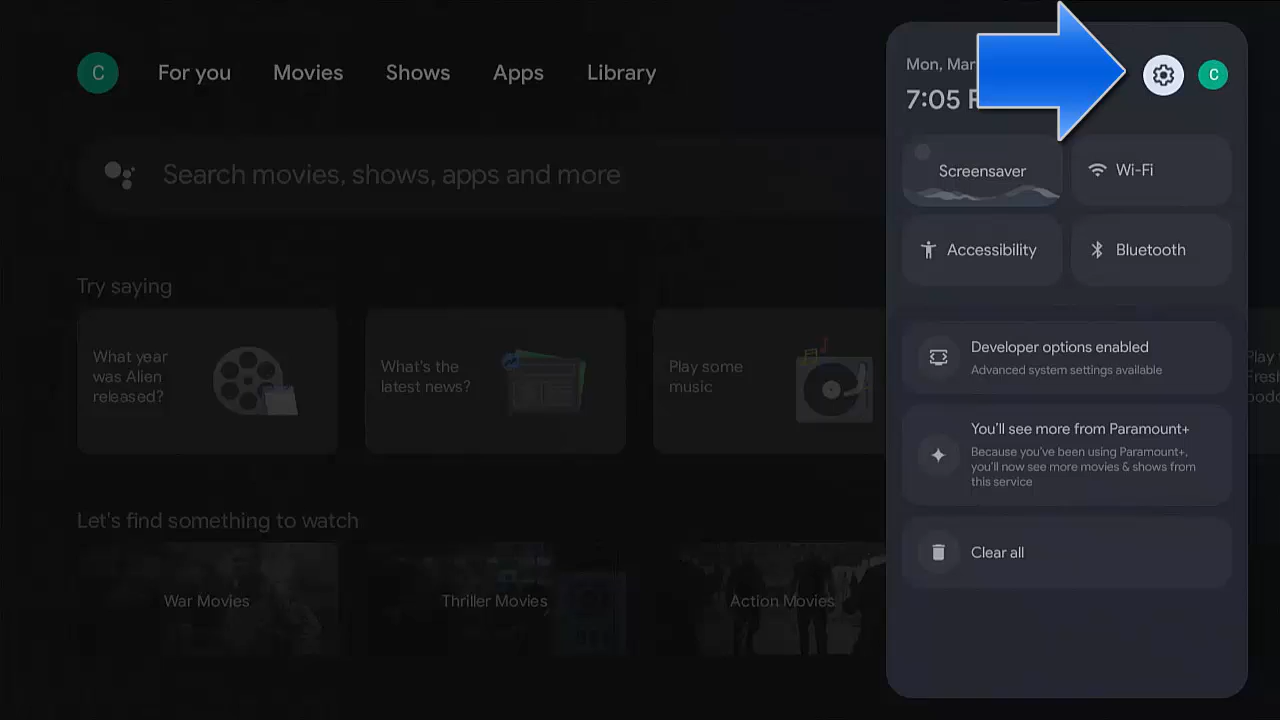 C
For you
Movies
Shows
Apps
Library
Search movies, shows, apps and more
Try saying
What year
was Alien
released?
What's the
latest news?
Play some
music
Play
Fresh
Let's find something to watch
War Movies
Thriller Movies
Action Movies
Mon, Mar
7:05
C
Screensaver
Wi-Fi
Accessibility
Bluetooth
Developer options enabled
Advanced system settings available
You'll see more from Paramount+
Because you've been using Paramount+,
you'll now see more movies & shows from
this service
Clear all